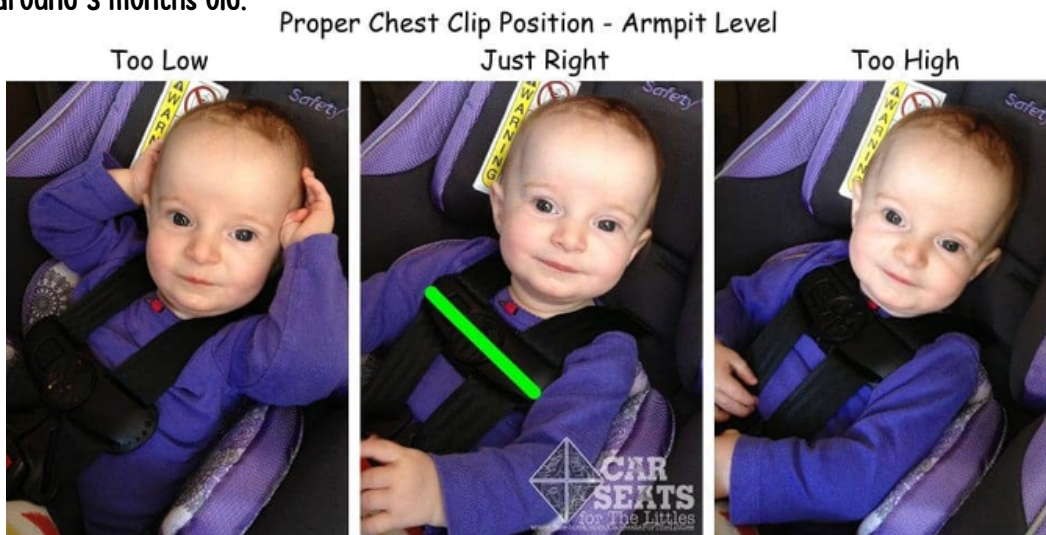 around 3 months old.
Proper Chest Clip Position - Armpit Level
Too Low
Just Right
Too High
WARN
Safety
WARNING
Safety
WARNING
Safety
CAR
SEATS
for The Littles